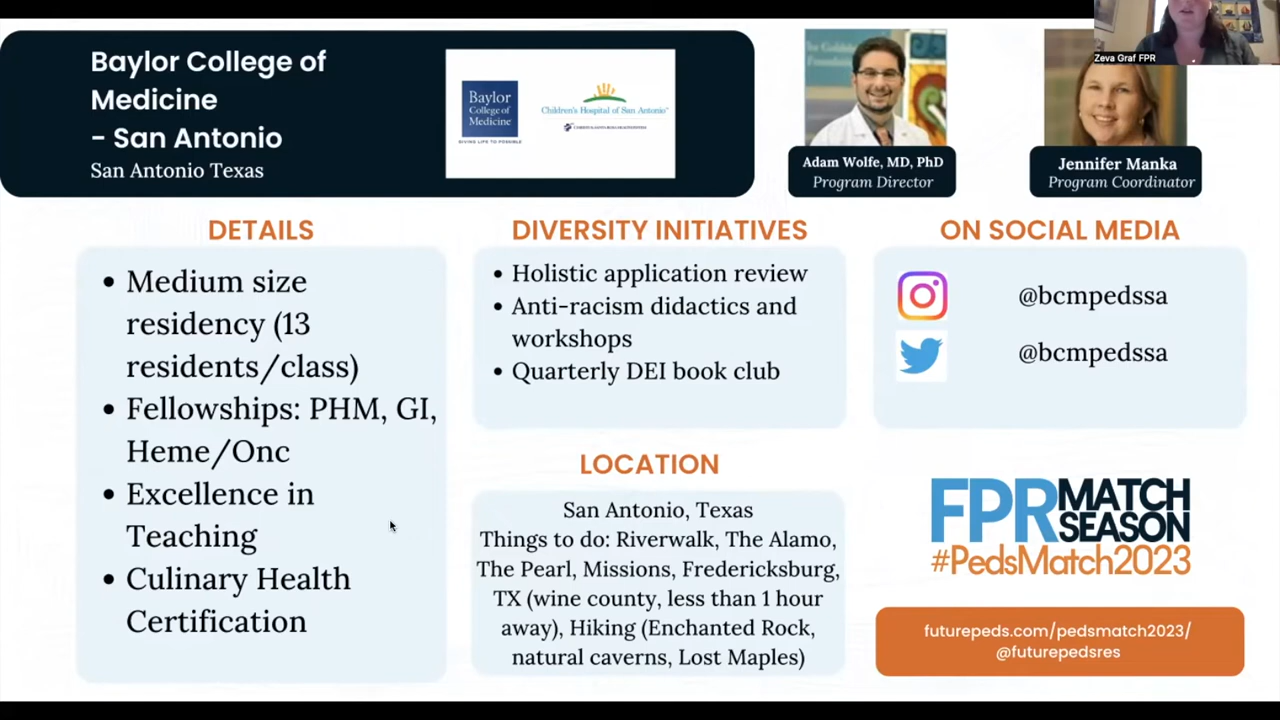 Baylor College of
Medicine
- San Antonio
San Antonio Texas
Baylor
College of
Medicine
GIVING LIFE TO POSSIBLE
Children's Hospital of San Antonio
Zeva Graf FPR
Adam Wolfe, MD, PhD
Program Director
Jennifer Manka
Program Coordinator
DETAILS
• Medium size
residency (13
residents/class)
• Fellowships: PHM, GI,
Heme/Onc
• Excellence in
Teaching
• Culinary Health
Certification
DIVERSITY INITIATIVES
• Holistic application review
• Anti-racism didactics and
workshops
• Quarterly DEI book club
LOCATION
San Antonio, Texas
Things to do: Riverwalk, The Alamo,
The Pearl, Missions, Fredericksburg,
TX (wine county, less than 1 hour
away), Hiking (Enchanted Rock,
natural caverns, Lost Maples)
ON SOCIAL MEDIA
@bcmpedssa
@bcmpedssa
FPR MATCH
SEASON
#PedsMatch2023
futurepeds.com/pedsmatch2023/
@futurepedsres